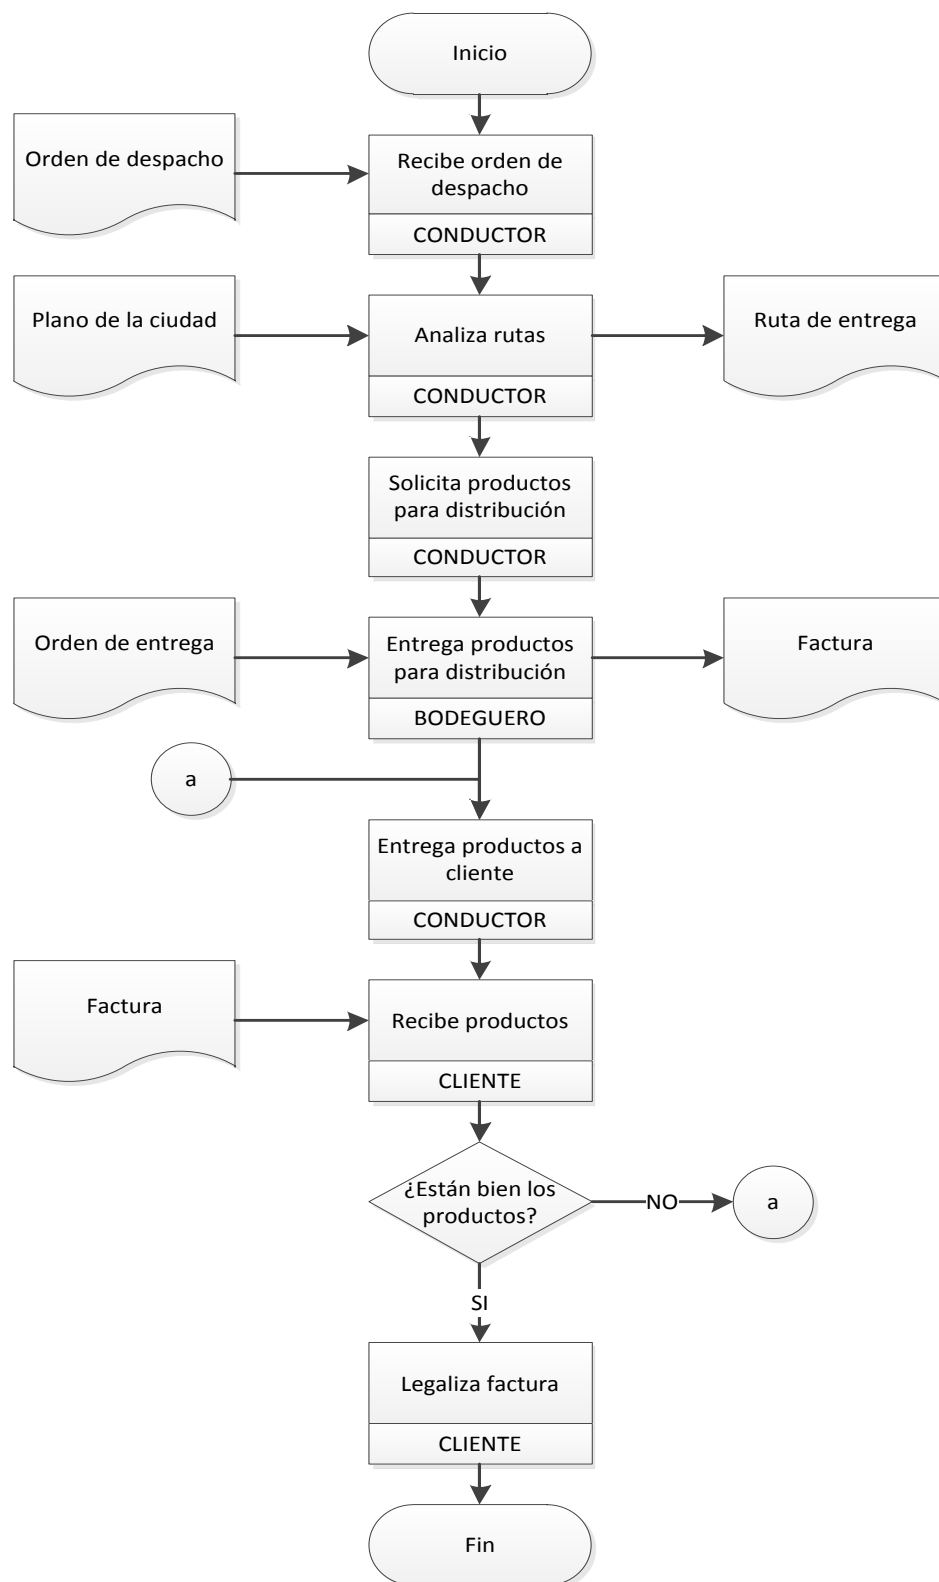 Inicio
Orden de despacho
Recibe orden de
despacho
CONDUCTOR
Plano de la ciudad
Analiza rutas
Ruta de entrega
CONDUCTOR
Solicita productos
para distribución
CONDUCTOR
Orden de entrega
Entrega productos
para distribución
Factura
BODEGUERO
a
Entrega productos a
cliente
CONDUCTOR
Factura
Recibe productos
CLIENTE
¿Están bien los
productos?
NO
a
SI
Legaliza factura
CLIENTE
Fin